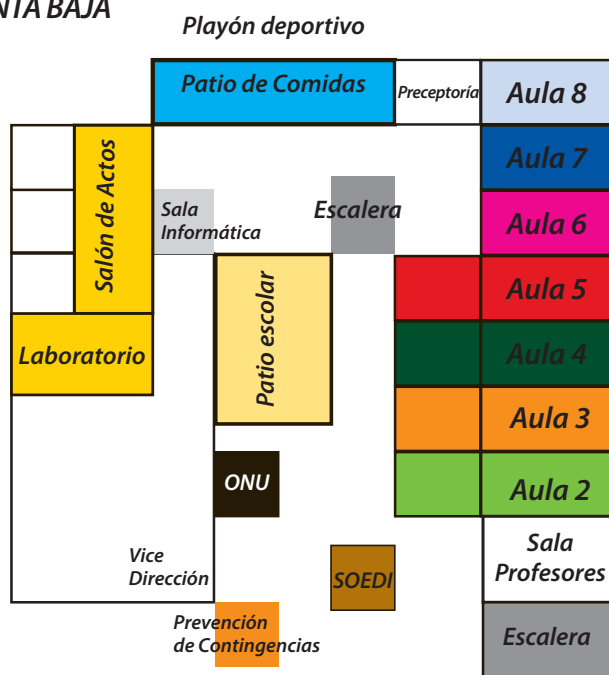 NTA BAJA
Playón deportivo
Patio de Comidas
Preceptoría
Aula 8
Aula 7
Salón de Actos
Sala
Informática
Escalera
Aula 6
Patio escolar
Aula 5
Laboratorio
Aula 4
Aula 3
ONU
Aula 2
Vice
Dirección
SOEDI
Sala
Profesores
Prevención
de Contingencias
Escalera